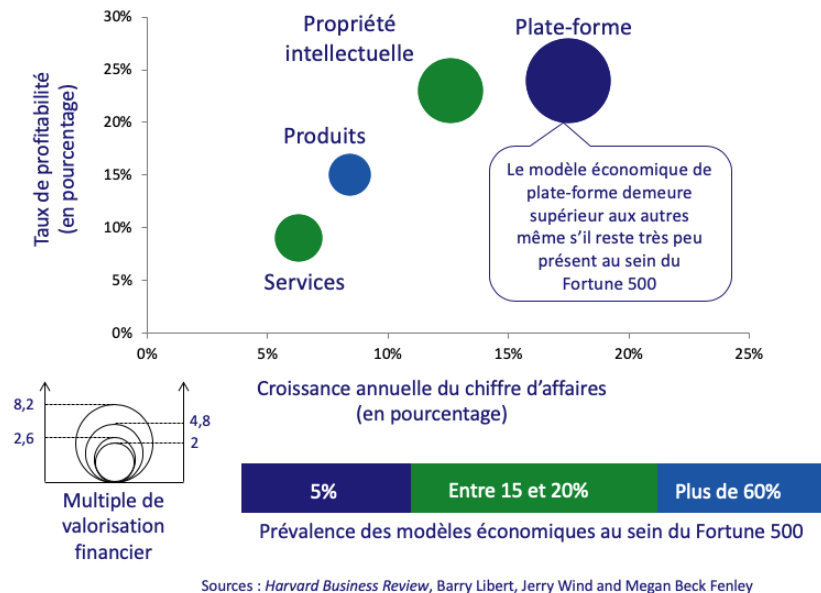 Taux de profitabilité
(en pourcentage)
30%
25%
20%
15%
10%
5%
0%
Propriété
intellectuelle
Plate-forme
Produits
Services
Le modèle économique de
plate-forme demeure
supérieur aux autres
même s’il reste très peu
présent au sein du
Fortune 500
0%
5%
10%
15%
20%
25%
Croissance annuelle du chiffre d’affaires
(en pourcentage)
8,2
2,6
4,8
2
Multiple de
valorisation
financier
5%
Entre 15 et 20%
Plus de 60%
Prévalence des modèles économiques au sein du Fortune 500
Sources : Harvard Business Review, Barry Libert, Jerry Wind and Megan Beck Fenley